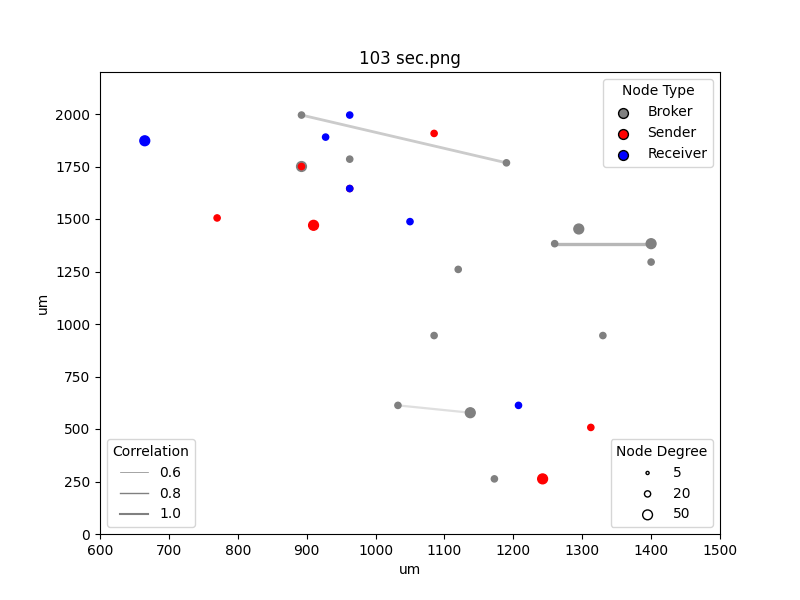 103 sec.png
Node Type
Broker
Sender
Receiver
2000
1750
1500
1250
1000
750
500
250
0
um
Correlation
0.6
0.8
1.0
Node Degree
5
20
50
600 700 800 900 1000 1100 1200 1300 1400 1500
um